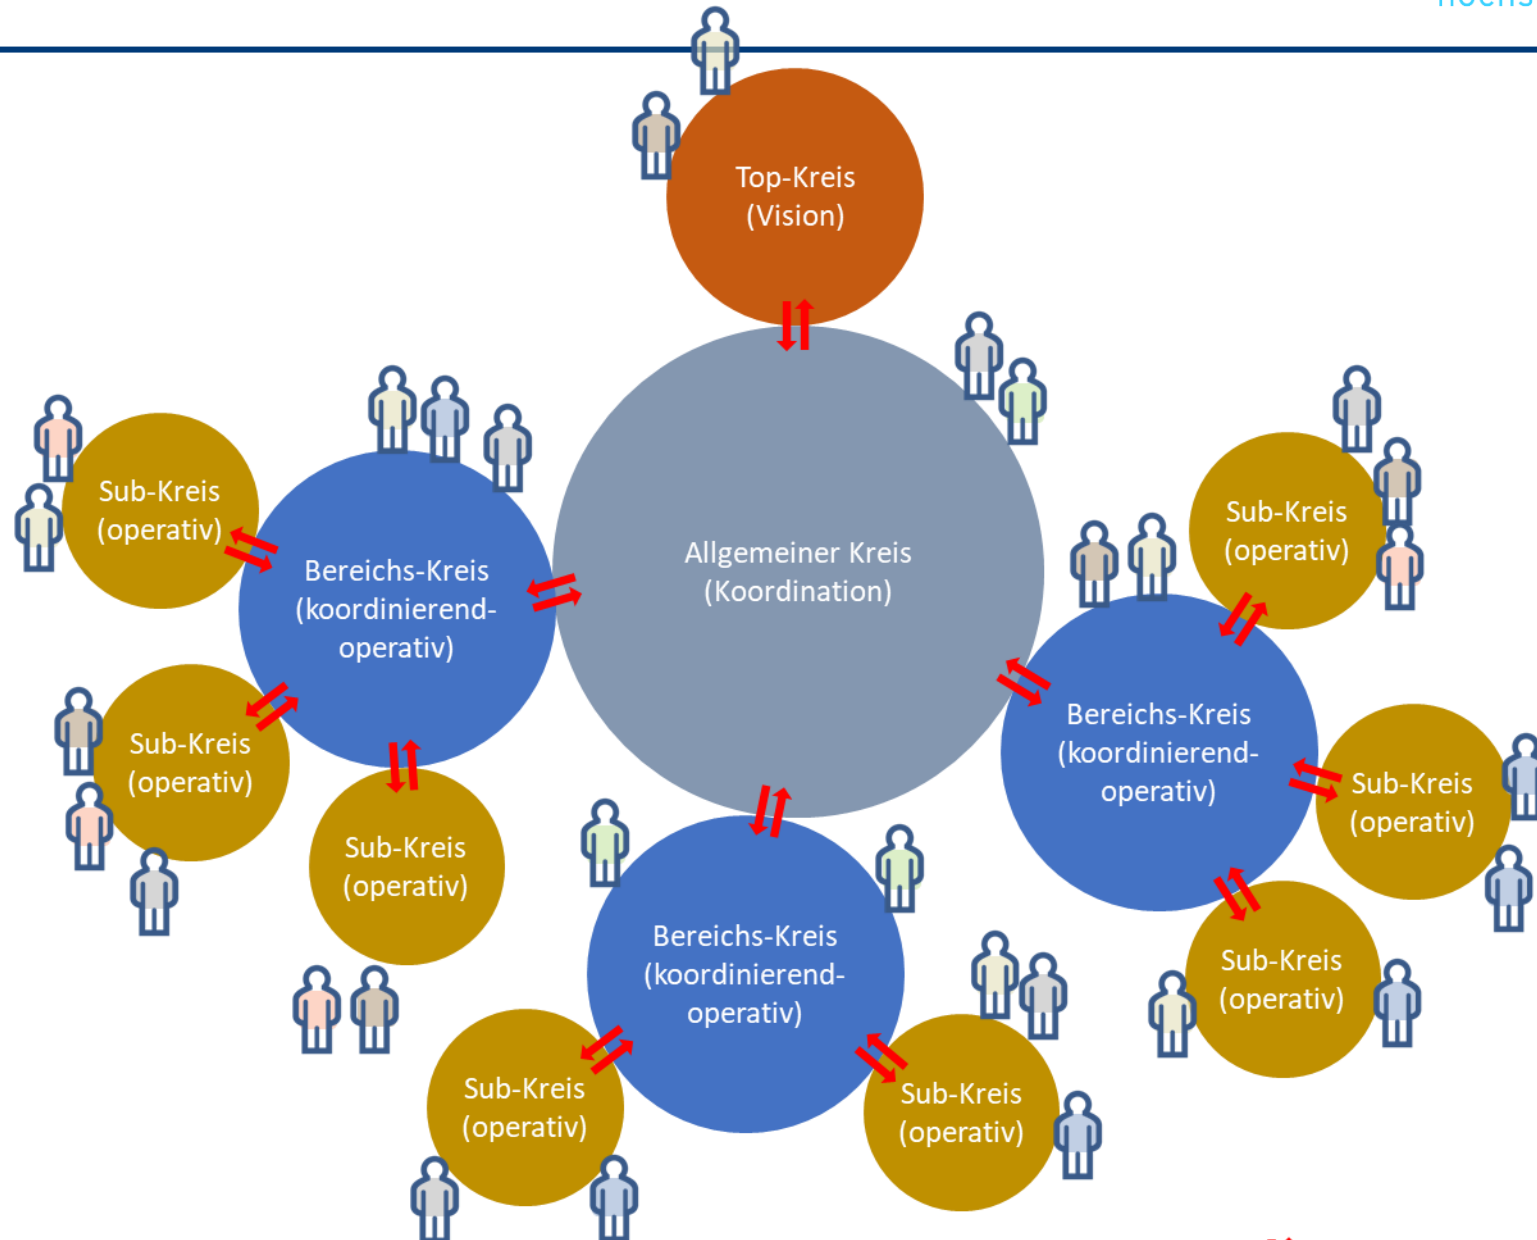 Top-Kreis
(Vision)
Allgemeiner Kreis
(Koordination)
Bereichs-Kreis
(koordinierend-
operativ)
Sub-Kreis
(operativ)
Sub-Kreis
(operativ)
Sub-Kreis
(operativ)
Bereichs-Kreis
(koordinierend-
operativ)
Sub-Kreis
(operativ)
Sub-Kreis
(operativ)
Sub-Kreis
(operativ)
Bereichs-Kreis
(koordinierend-
operativ)
Sub-Kreis
(operativ)
Sub-Kreis
(operativ)